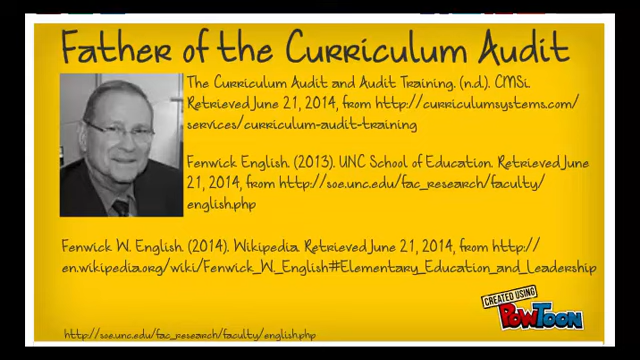 Father of the Curriculum Audit
The Curriculum Audit and Audit Training. (n.d.). CMSi.
Retrieved June 21, 2014, from http://curriculumsystems.com/
services/curriculum-audit-training
Fenwick English. (2013). UNC School of Education. Retrieved June
21, 2014, from http://soe.unc.edu/fac_research/faculty/
english.php
Fenwick W. English. (2014). Wikipedia. Retrieved June 21, 2014, from http://
en.wikipedia.org/wiki/Fenwick_W._English#Elementary_Education_and_Leadership
CREATED USING
POWTOON
http://soe.unc.edu/fac_research/faculty/english.php